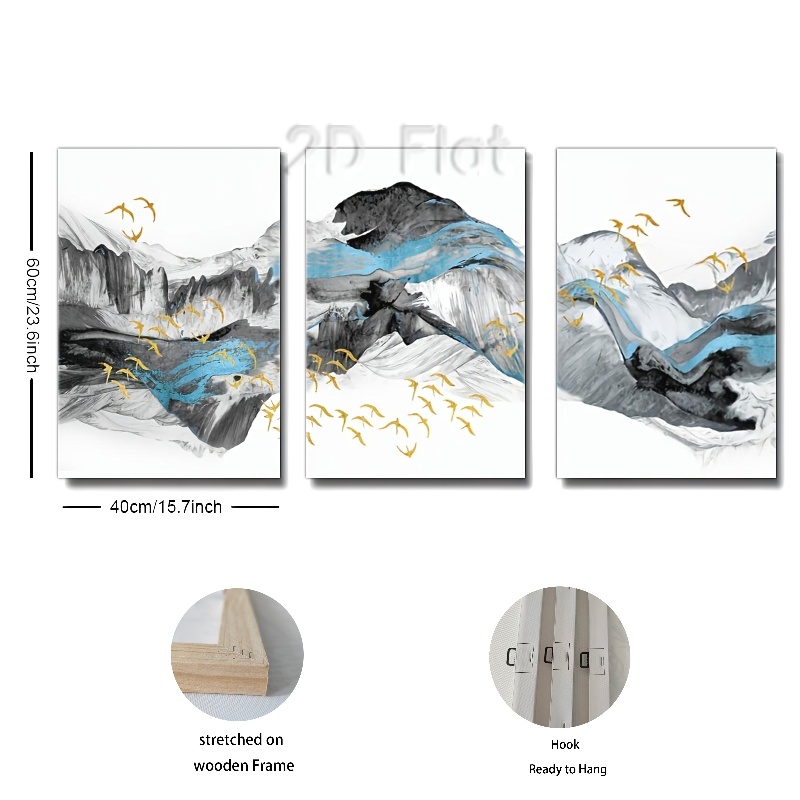 2D Flat
60cm/23.6inch
40cm/15.7inch
stretched on
wooden Frame
Hook
Ready to Hang